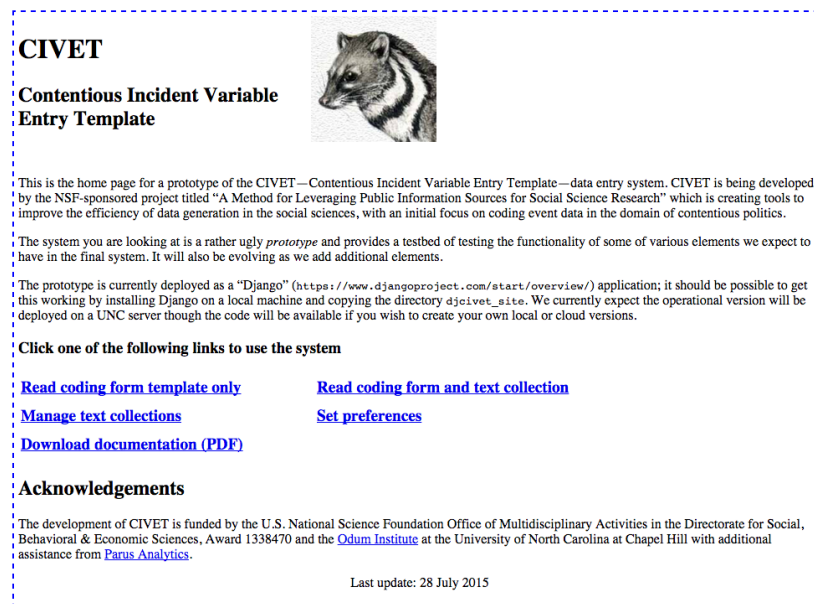 CIVET
Contentious Incident Variable
Entry Template
This is the home page for a prototype of the CIVET—Contentious Incident Variable Entry Template—data entry system. CIVET is being developed
by the NSF-sponsored project titled “A Method for Leveraging Public Information Sources for Social Science Research” which is creating tools to
improve the efficiency of data generation in the social sciences, with an initial focus on coding event data in the domain of contentious politics.
The system you are looking at is a rather ugly prototype and provides a testbed of testing the functionality of some of various elements we expect to
have in the final system. It will also be evolving as we add additional elements.
The prototype is currently deployed as a “Django” (https://www.djangoproject.com/start/overview/) application; it should be possible to get
this working by installing Django on a local machine and copying the directory djcivet_site. We currently expect the operational version will be
deployed on a UNC server though the code will be available if you wish to create your own local or cloud versions.
Click one of the following links to use the system
Read coding form template only Read coding form and text collection
Manage text collections Set preferences
Download documentation (PDF)
Acknowledgements
The development of CIVET is funded by the U.S. National Science Foundation Office of Multidisciplinary Activities in the Directorate for Social,
Behavioral & Economic Sciences, Award 1338470 and the Odum Institute at the University of North Carolina at Chapel Hill with additional
assistance from Parus Analytics.
Last update: 28 July 2015